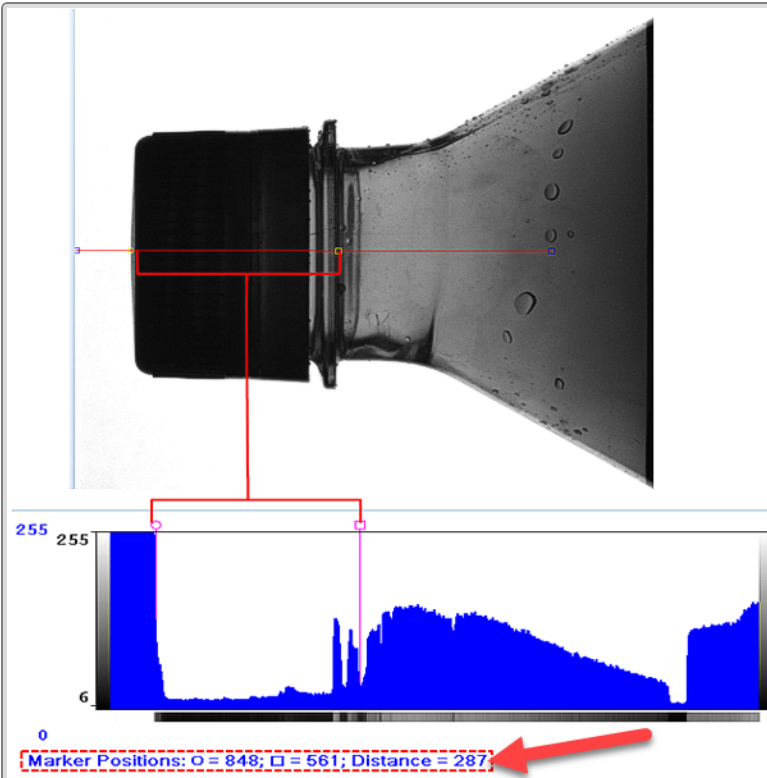 255
255
6
0
Marker Positions: O = 848; □ = 561; Distance = 287